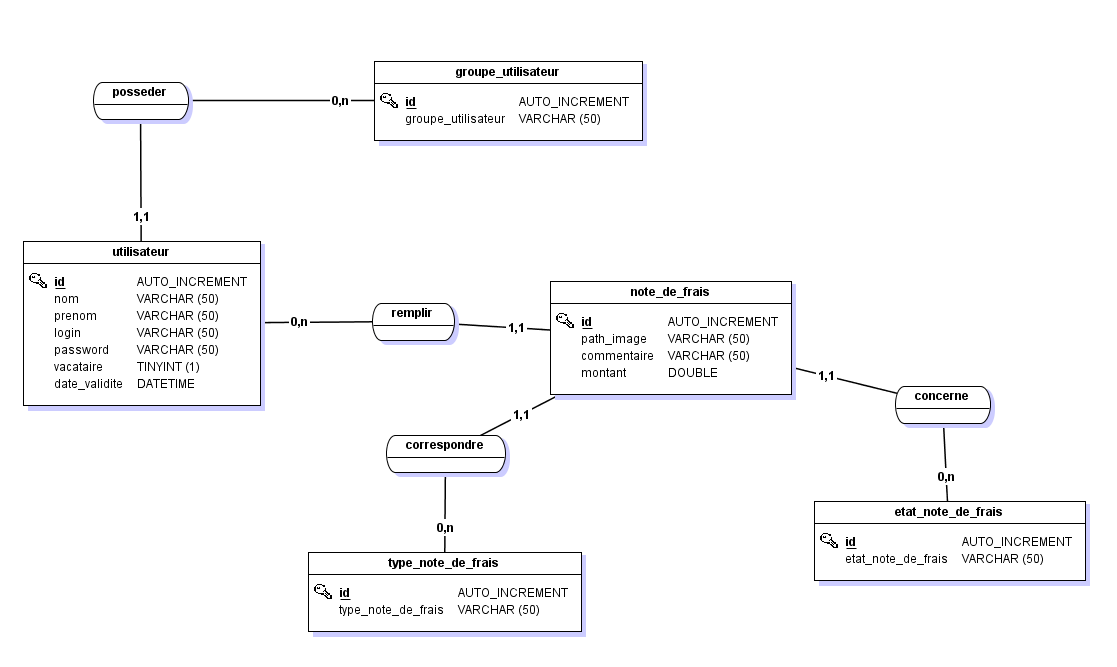 groupe_utilisateur
posseder
0,n
id AUTO_INCREMENT
groupe_utilisateur VARCHAR (50)
1,1
utilisateur
id AUTO_INCREMENT
nom VARCHAR (50)
prenom VARCHAR (50)
login VARCHAR (50)
password VARCHAR (50)
vacataire TINYINT (1)
date_validite DATETIME
0,n
remplir
1,1
note_de_frais
id AUTO_INCREMENT
path_image VARCHAR (50)
commentaire VARCHAR (50)
montant DOUBLE
1,1
concerne
1,1
correspondre
0,n
etat_note_de_frais
id AUTO_INCREMENT
etat_note_de_frais VARCHAR (50)
0,n
type_note_de_frais
id AUTO_INCREMENT
type_note_de_frais VARCHAR (50)